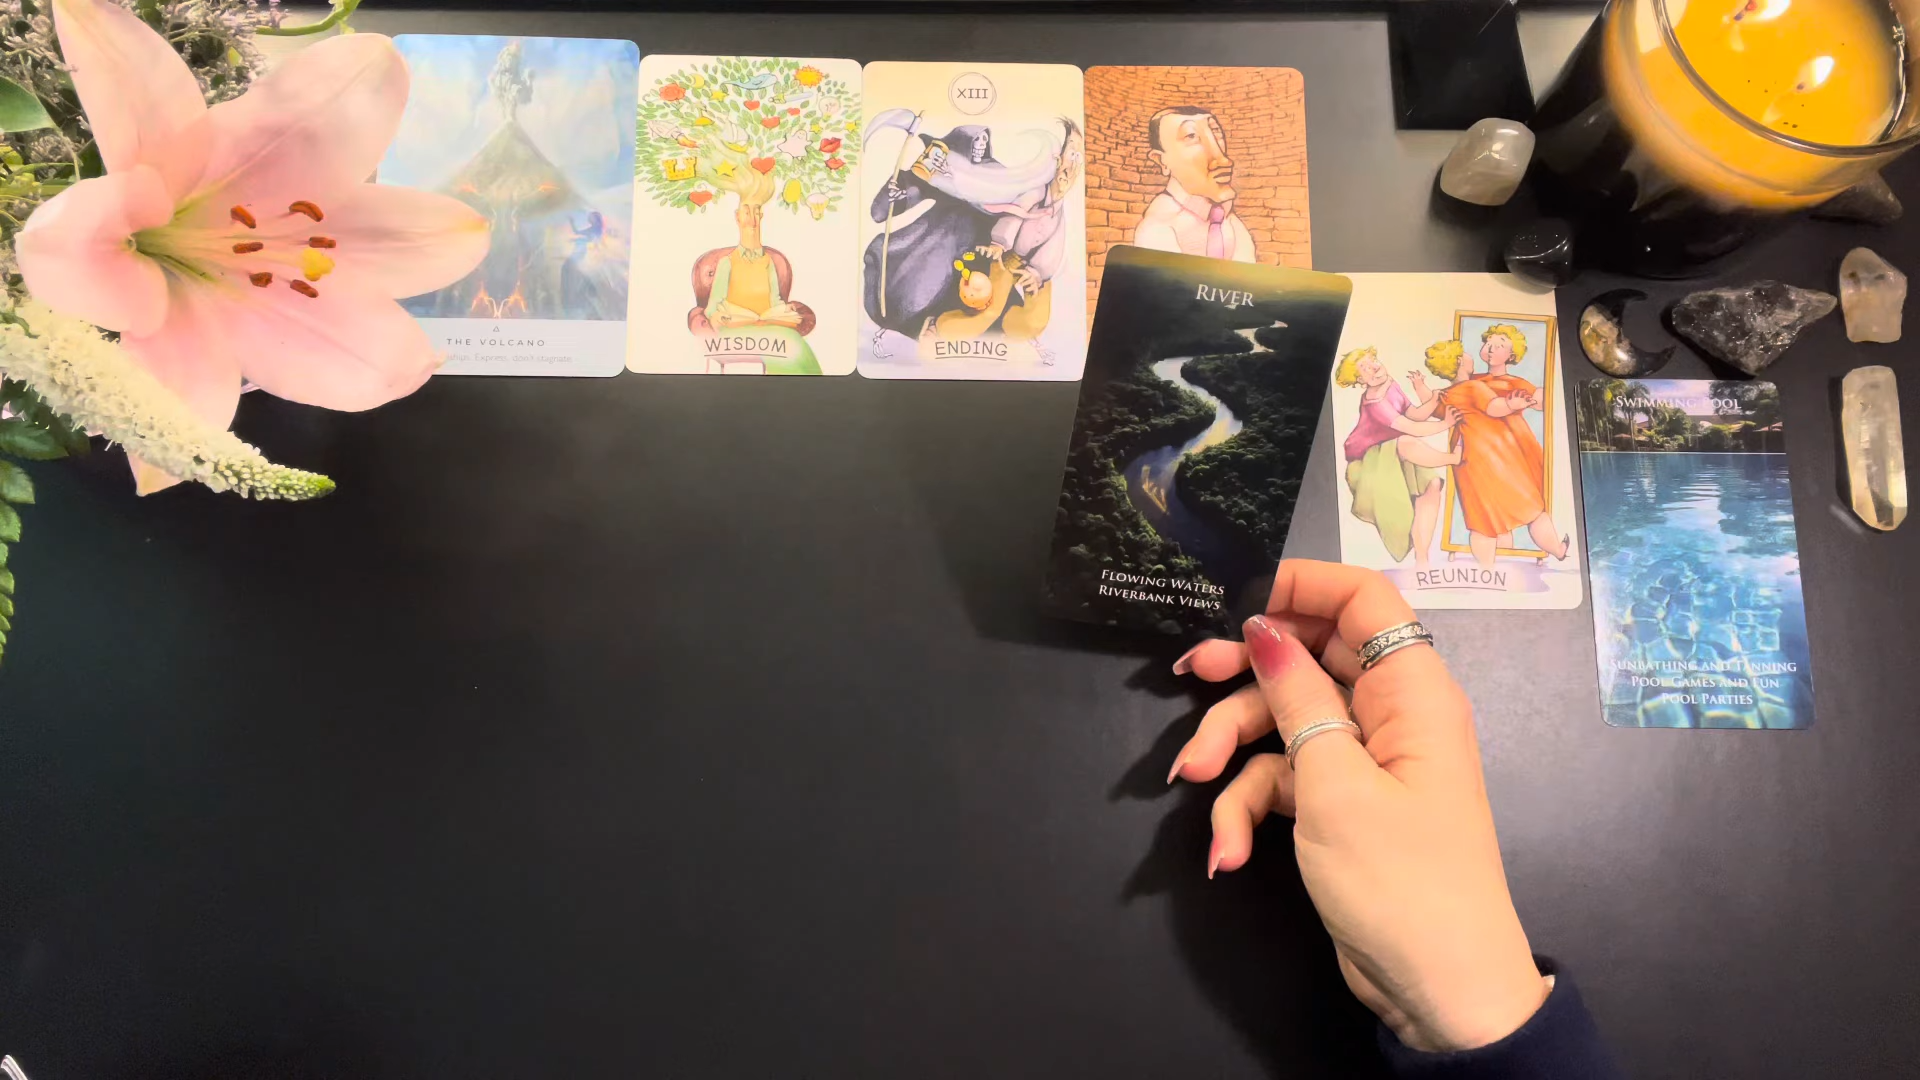 THE VOLCANO
ships. Express, don't stagnate.
WISDOM
XIII
ENDING
RIVER
FLOWING WATERS
RIVERBANK VIEWS
REUNION
SWIMMING POOL
SUNBATHING AND TANNING
POOL GAMES AND FUN
POOL PARTIES